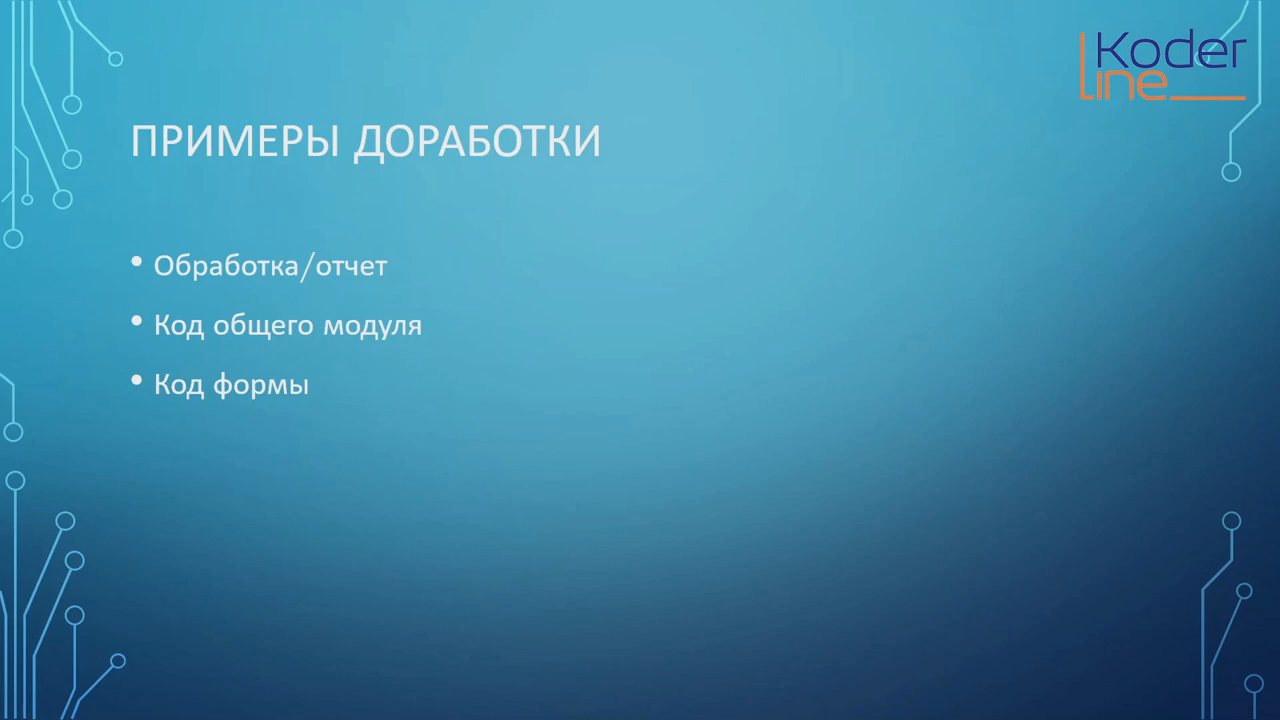 Koder
line
ПРИМЕРЫ ДОРАБОТКИ
• Обработка/отчет
• Код общего модуля
• Код формы